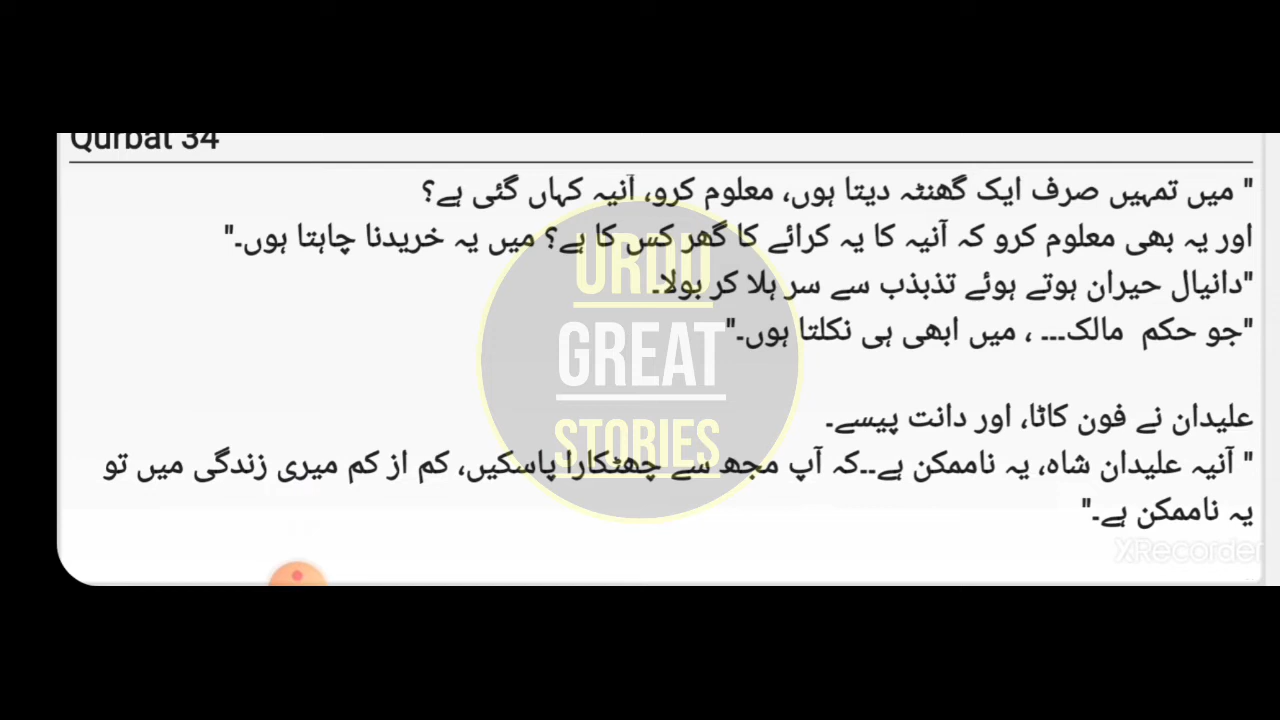 Qurbat 34
" میں تمہیں صرف ایک گھنٹہ دیتا ہوں، معلوم کرو، آنیہ کہاں گئی ہے؟
اور یہ بھی معلوم کرو کہ آنیہ کا یہ کرائے کا گھر کس کا ہے؟ میں یہ خریدنا چاہتا ہوں۔"
"دانیال حیران ہوتے ہوئے تذبذب سے سر ہلا کر بولا۔
"جو حکم مالک۔۔۔ ، میں ابھی ہی نکلتا ہوں۔"
علیدان نے فون کاٹا، اور دانت پیسے۔
" آنیہ علیدان شاہ، یہ ناممکن ہے۔۔کہ آپ مجھ سے چھٹکارا پاسکیں، کم از کم میری زندگی میں تو
یہ ناممکن ہے۔"
URDU
GREAT
STORIES
XRecorder